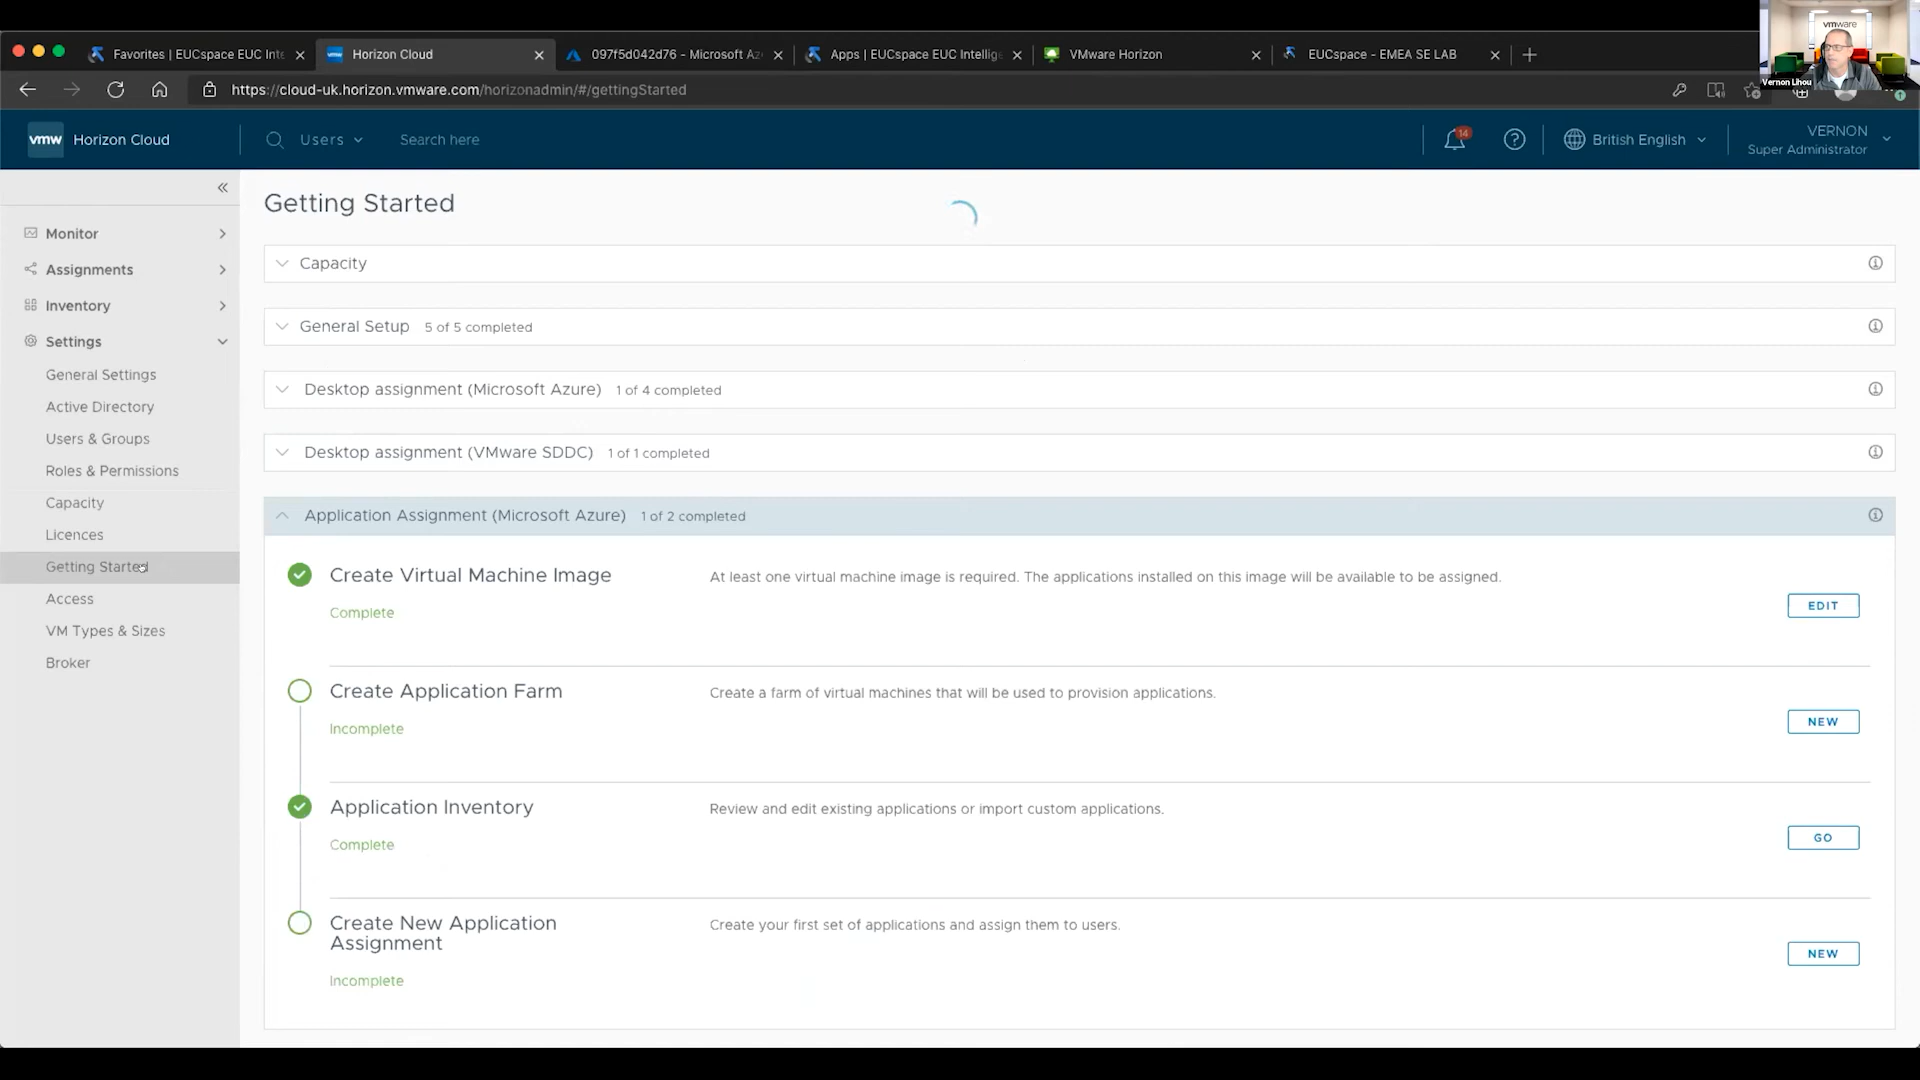 vmware
Vernon Lihou
Favorites | EUCspace EUC Inte
Horizon Cloud
097f5d042d76 - Microsoft Az
Apps | EUCspace EUC Intellig
VMware Horizon
EUCspace - EMEA SE LAB
https://cloud-uk.horizon.vmware.com/horizonadmin/#/gettingStarted
vmw Horizon Cloud
Users
Search here
14
British English
VERNON
Super Administrator
Monitor
Assignments
Inventory
Settings
General Settings
Active Directory
Users & Groups
Roles & Permissions
Capacity
Licences
Getting Started
Access
VM Types & Sizes
Broker
Getting Started
Capacity
General Setup 5 of 5 completed
Desktop assignment (Microsoft Azure) 1 of 4 completed
Desktop assignment (VMware SDDC) 1 of 1 completed
Application Assignment (Microsoft Azure) 1 of 2 completed
Create Virtual Machine Image
At least one virtual machine image is required. The applications installed on this image will be available to be assigned.
Complete
EDIT
Create Application Farm
Create a farm of virtual machines that will be used to provision applications.
Incomplete
NEW
Application Inventory
Review and edit existing applications or import custom applications.
Complete
GO
Create New Application
Assignment
Create your first set of applications and assign them to users.
Incomplete
NEW